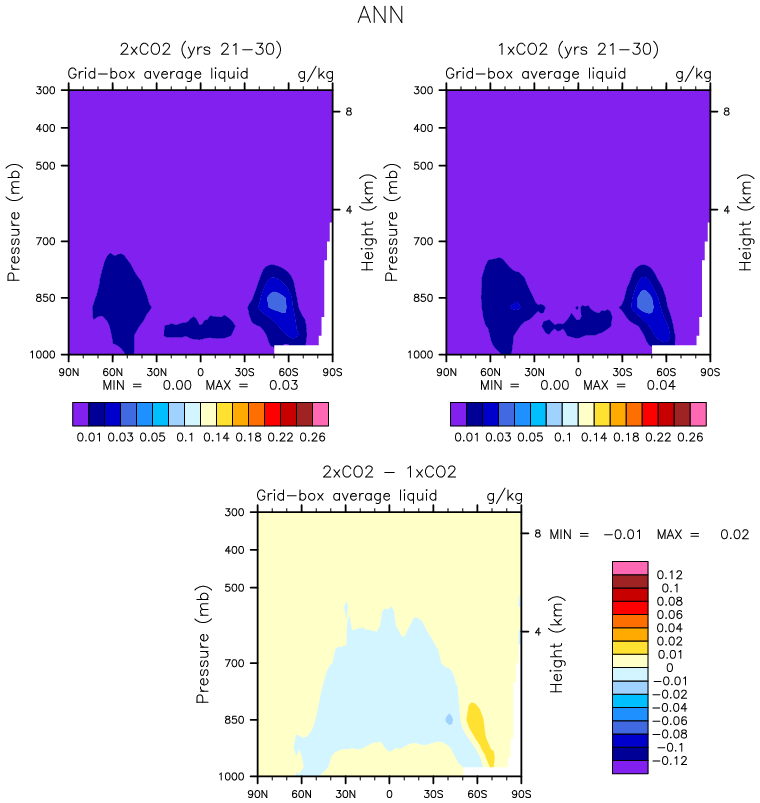 ANN
2xCO2 (yrs 21−30)
Grid−box average liquid g/kg
300
400
500
700
850
1000
Pressure (mb)
8
4
Height (km)
90N 60N 30N 0 30S 60S 90S
MIN = 0.00 MAX = 0.03
0.01 0.03 0.05 0.1 0.14 0.18 0.22 0.26
1xCO2 (yrs 21−30)
Grid−box average liquid g/kg
300
400
500
700
850
1000
Pressure (mb)
8
4
Height (km)
90N 60N 30N 0 30S 60S 90S
MIN = 0.00 MAX = 0.04
0.01 0.03 0.05 0.1 0.14 0.18 0.22 0.26
2xCO2 − 1xCO2
Grid−box average liquid g/kg
300
400
500
700
850
1000
Pressure (mb)
8
4
Height (km)
90N 60N 30N 0 30S 60S 90S
MIN = −0.01 MAX = 0.02
0.12
0.1
0.08
0.06
0.04
0.02
0.01
0
−0.01
−0.02
−0.04
−0.06
−0.08
−0.1
−0.12